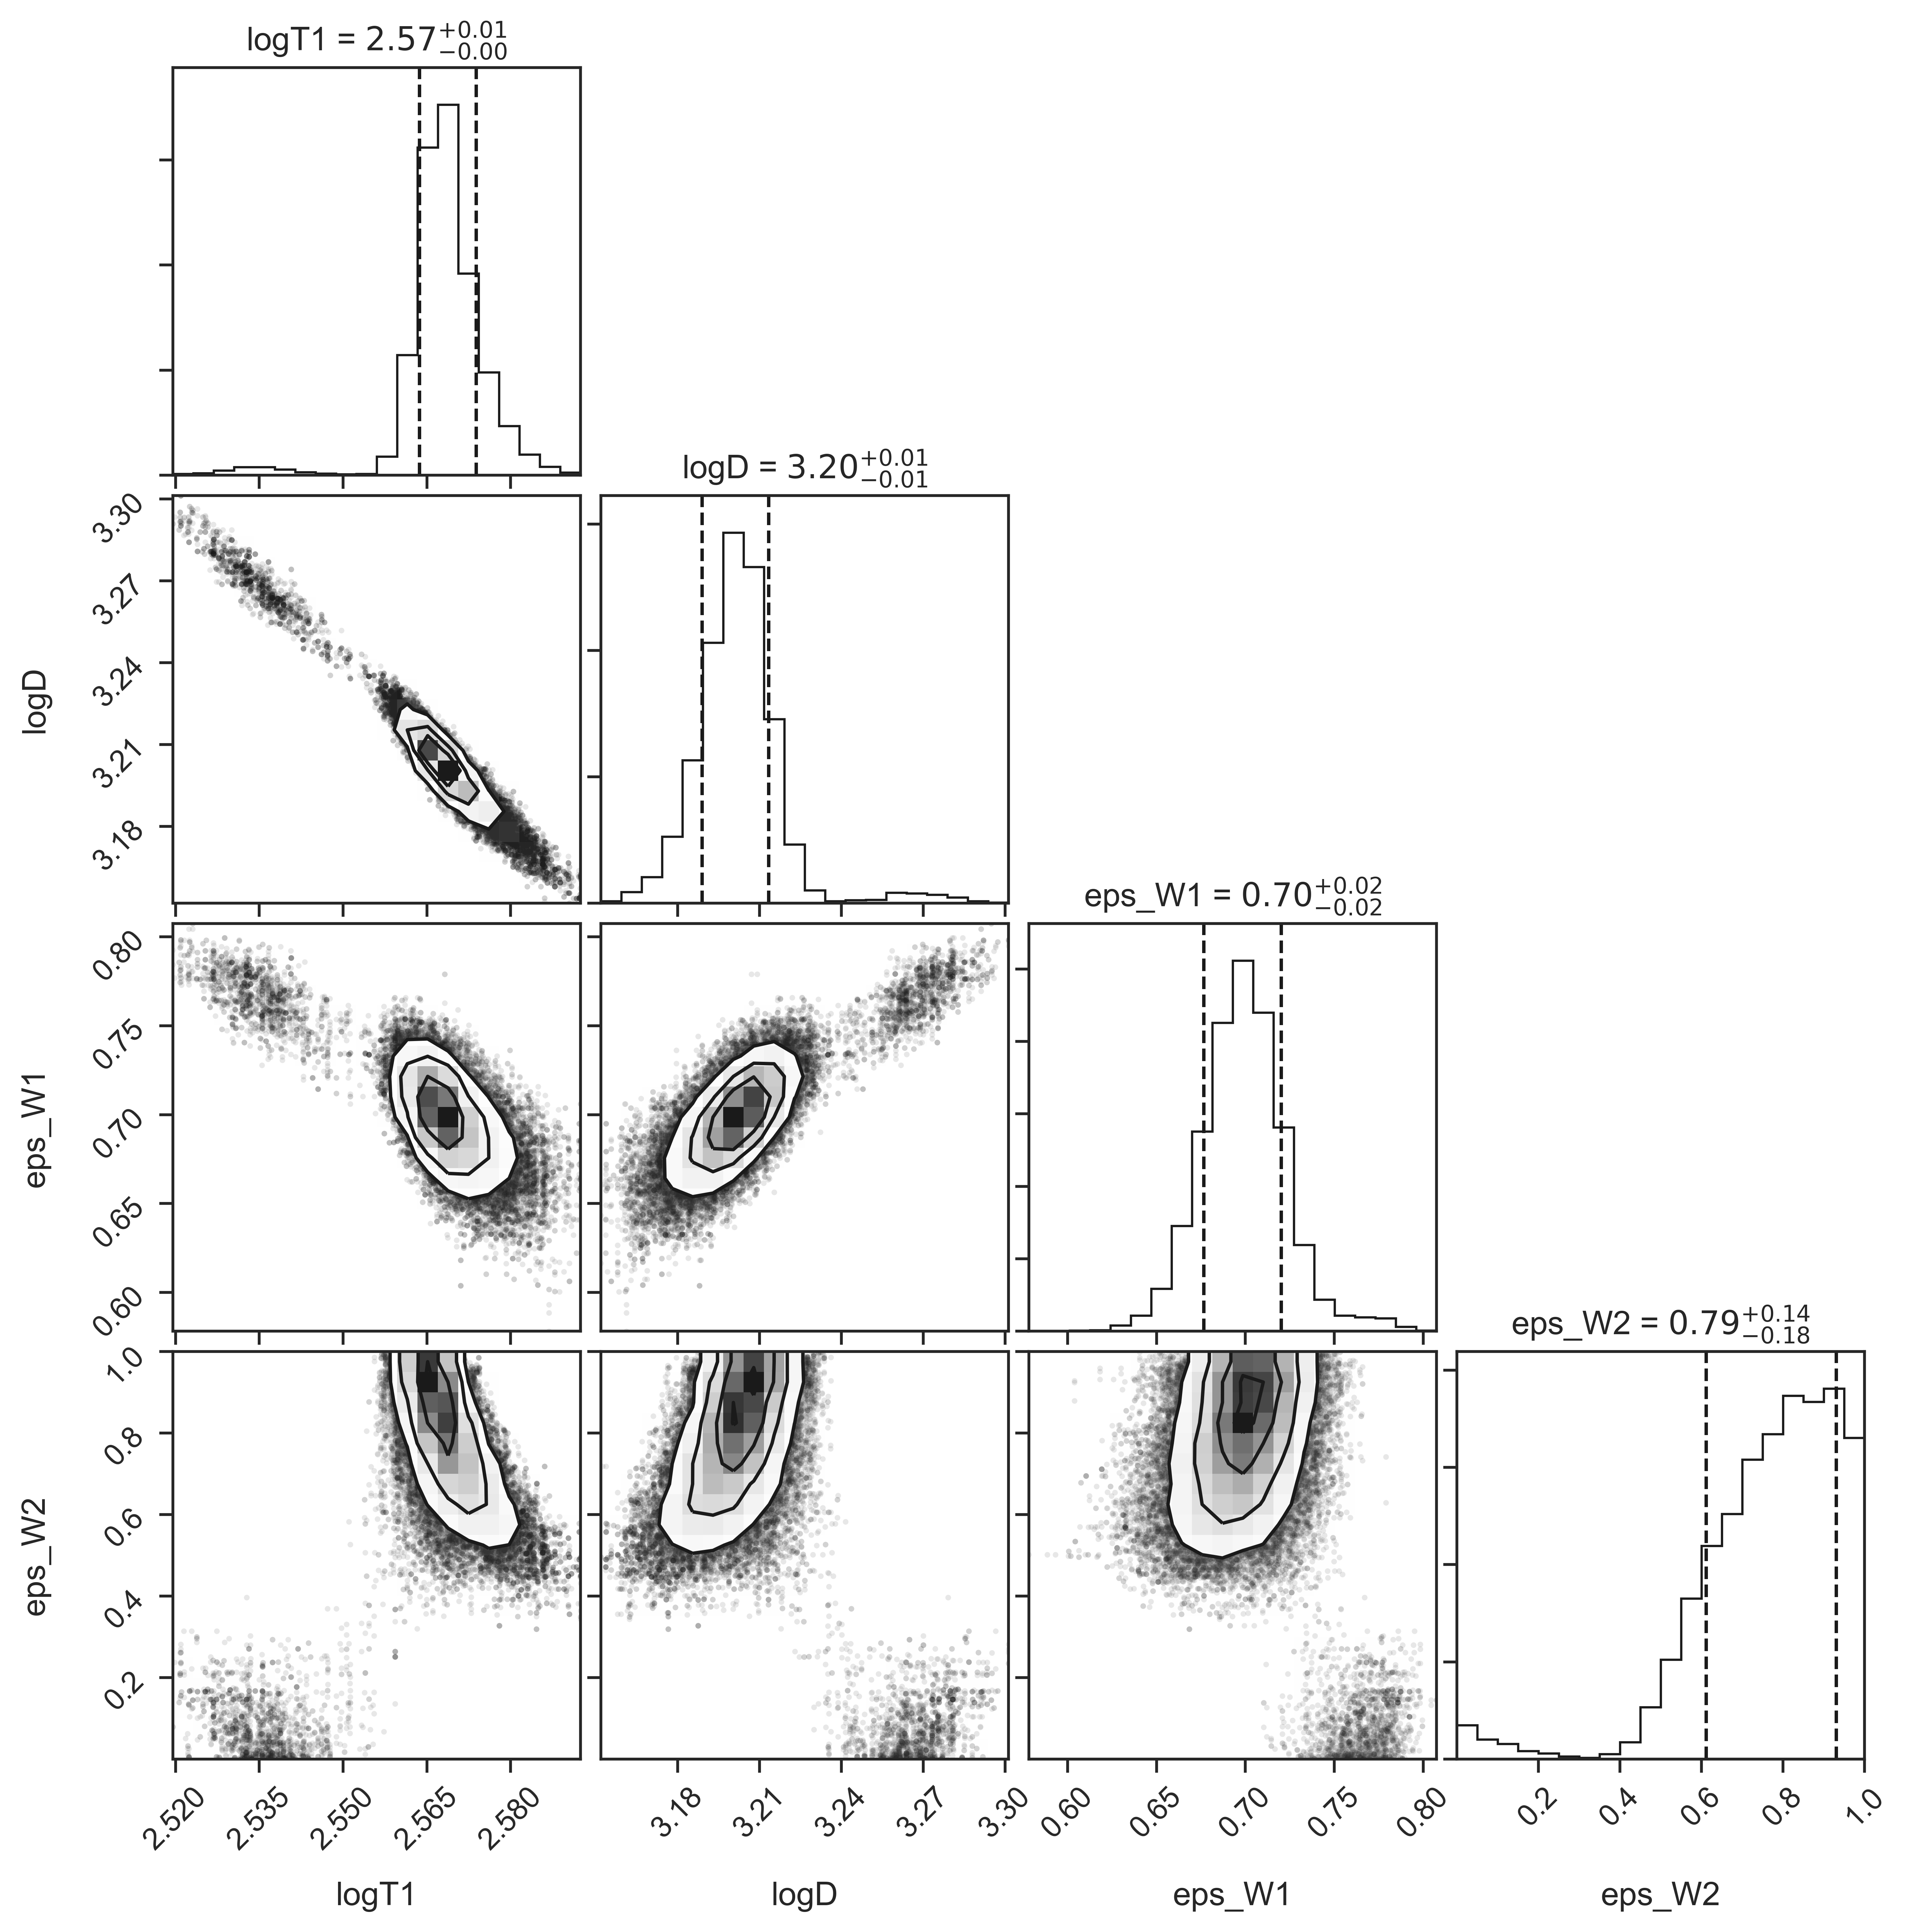 logT1 = 2.57+0.01−0.00
logD = 3.20+0.01−0.01
3.30
3.27
3.24
3.21
3.18
logD
eps_W1 = 0.70+0.02−0.02
0.80
0.75
0.70
0.65
0.60
eps_W1
eps_W2 = 0.79+0.14−0.18
1.0
0.8
0.6
0.4
0.2
eps_W2
2.520 2.535 2.550 2.565 2.580 3.18 3.21 3.24 3.27 3.30 0.60 0.65 0.70 0.75 0.80 0.2 0.4 0.6 0.8 1.0
logT1 logD eps_W1 eps_W2